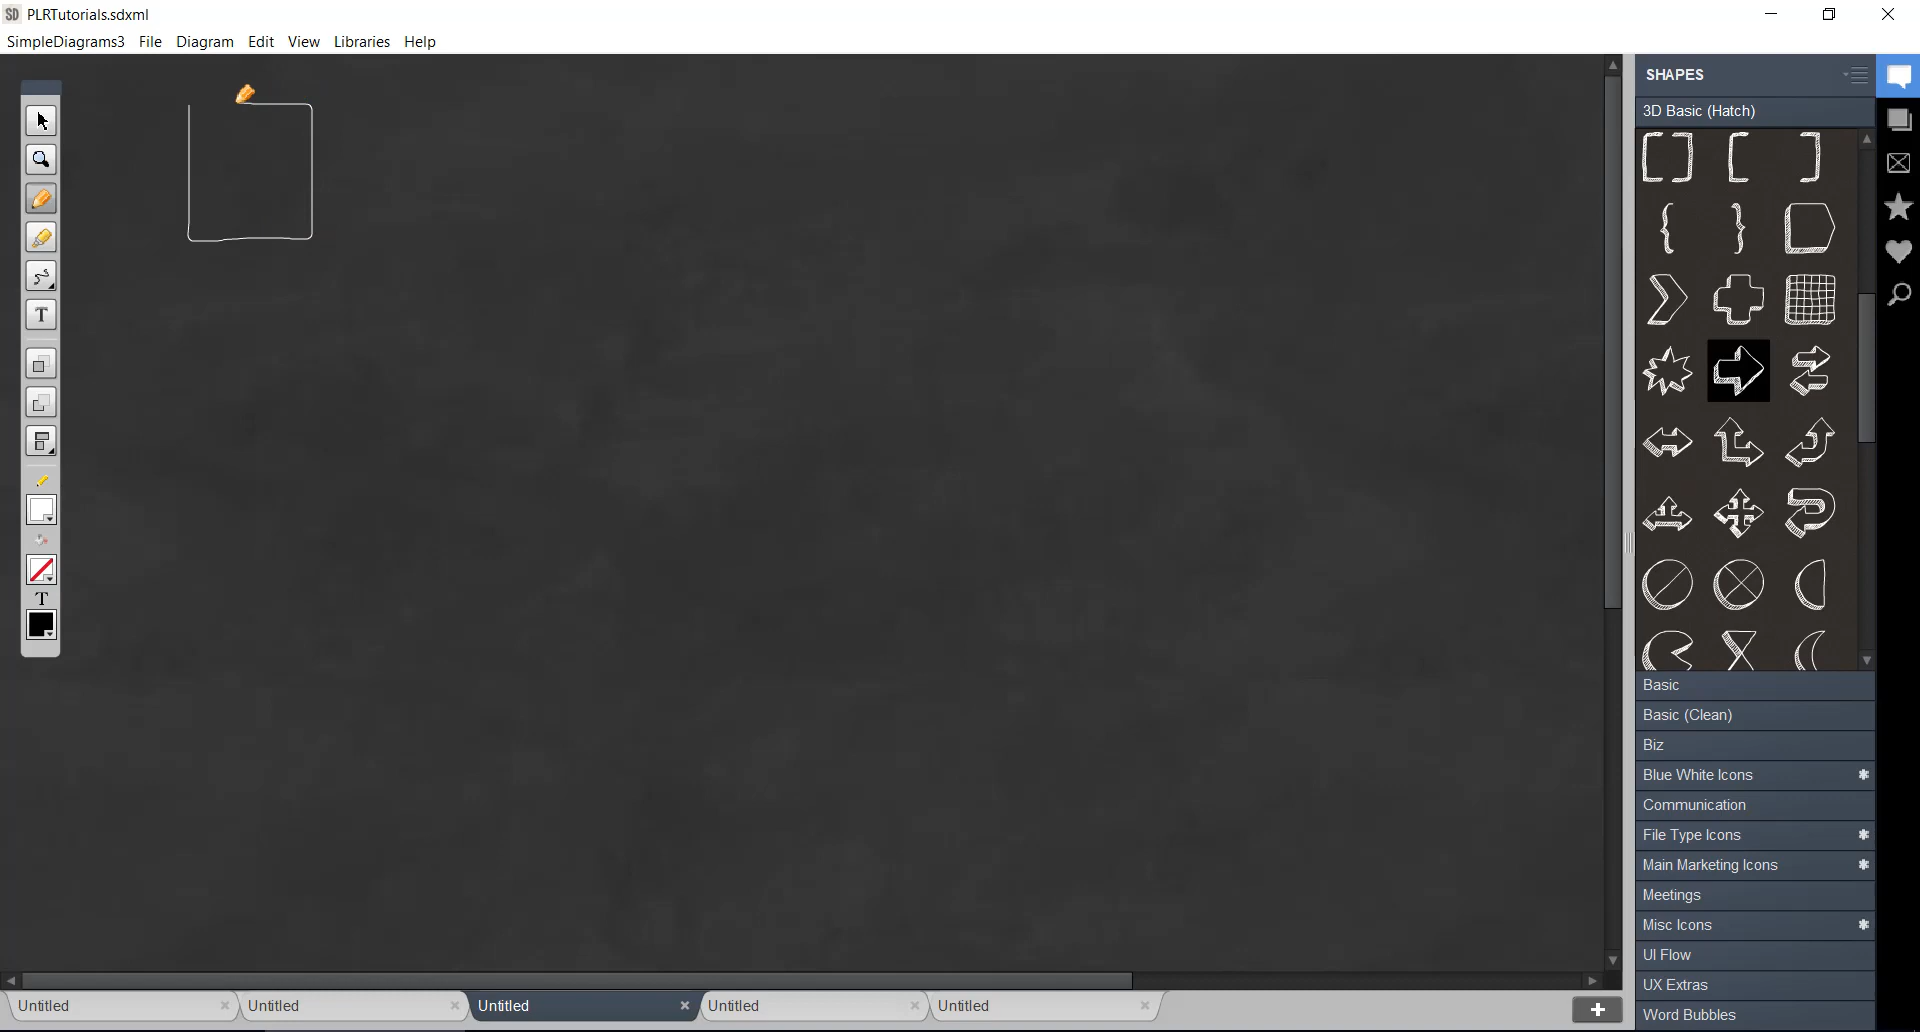 SD PLRTutorials.sdxml
SimpleDiagrams3 File Diagram Edit View Libraries Help
SHAPES
3D Basic (Hatch)
T
T
Basic
Basic (Clean)
Biz
Blue White Icons
Communication
File Type Icons
Main Marketing Icons
Meetings
Misc Icons
UI Flow
UX Extras
Word Bubbles
Untitled Untitled Untitled Untitled Untitled